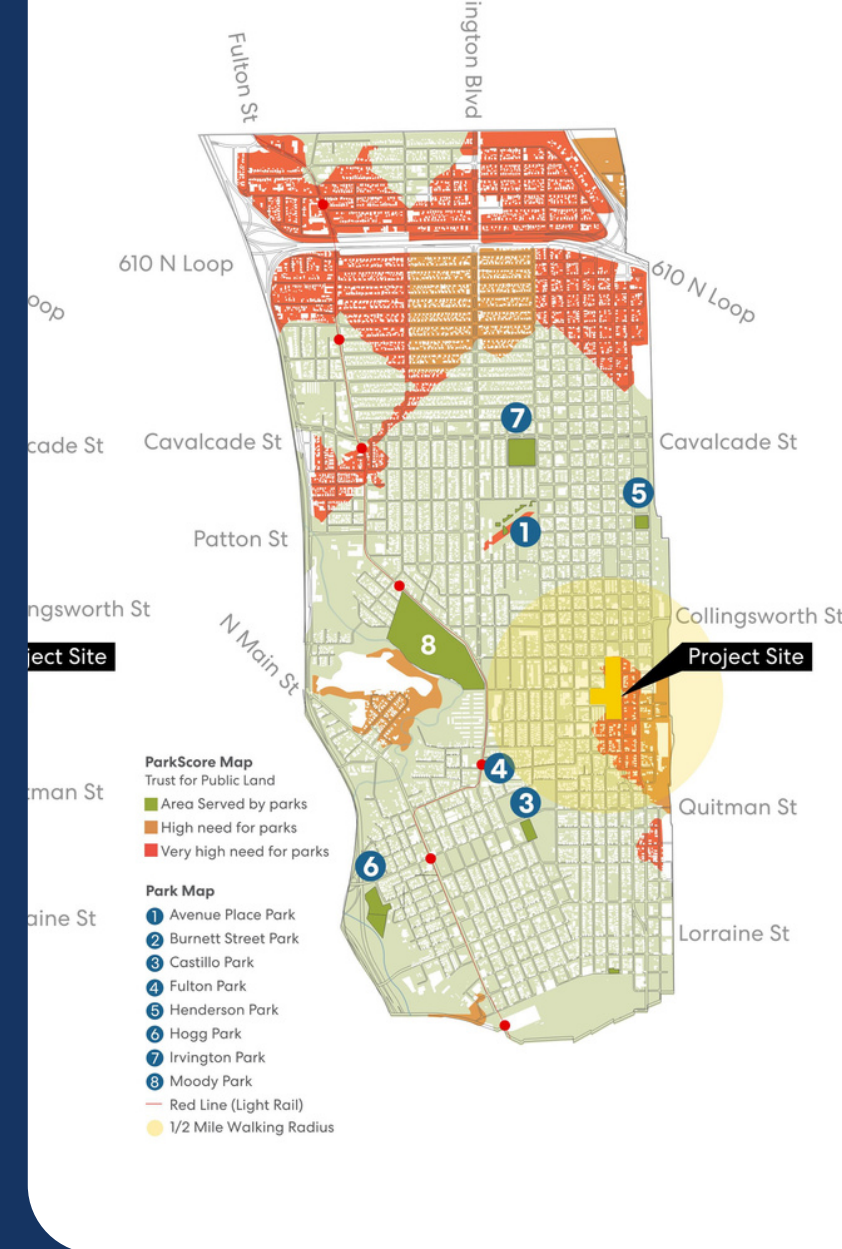 Fulton St
ington Blvd
610 N Loop
610 N Loop
oop
7
cade St
Cavalcade St
Cavalcade St
5
1
Patton St
ngsworth St
N Main St
8
Collingsworth St
ject Site
Project Site
ParkScore Map
Trust for Public Land
Area Served by parks
High need for parks
Very high need for parks
4
3
tman St
Quitman St
6
Park Map
1 Avenue Place Park
2 Burnett Street Park
3 Castillo Park
4 Fulton Park
5 Henderson Park
6 Hogg Park
7 Irvington Park
8 Moody Park
Red Line (Light Rail)
1/2 Mile Walking Radius
aine St
Lorraine St